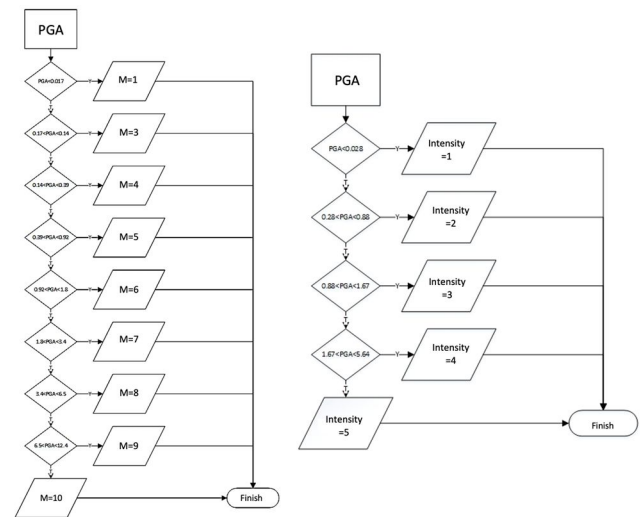 PGA
PGA<0.017
Y
M=1
T
0.17<PGA<0.14
Y
M=3
T
0.14<PGA<0.39
Y
M=4
T
0.39<PGA<0.92
Y
M=5
T
0.92<PGA<1.8
Y
M=6
T
1.8<PGA<3.4
Y
M=7
T
3.4<PGA<6.5
Y
M=8
T
6.5<PGA<12.4
Y
M=9
T
M=10
Finish
PGA
PGA<0.028
Y
Intensity
=1
T
0.28<PGA<0.88
Y
Intensity
=2
T
0.88<PGA<1.67
Y
Intensity
=3
T
1.67<PGA<5.64
Y
Intensity
=4
T
Intensity
=5
Finish